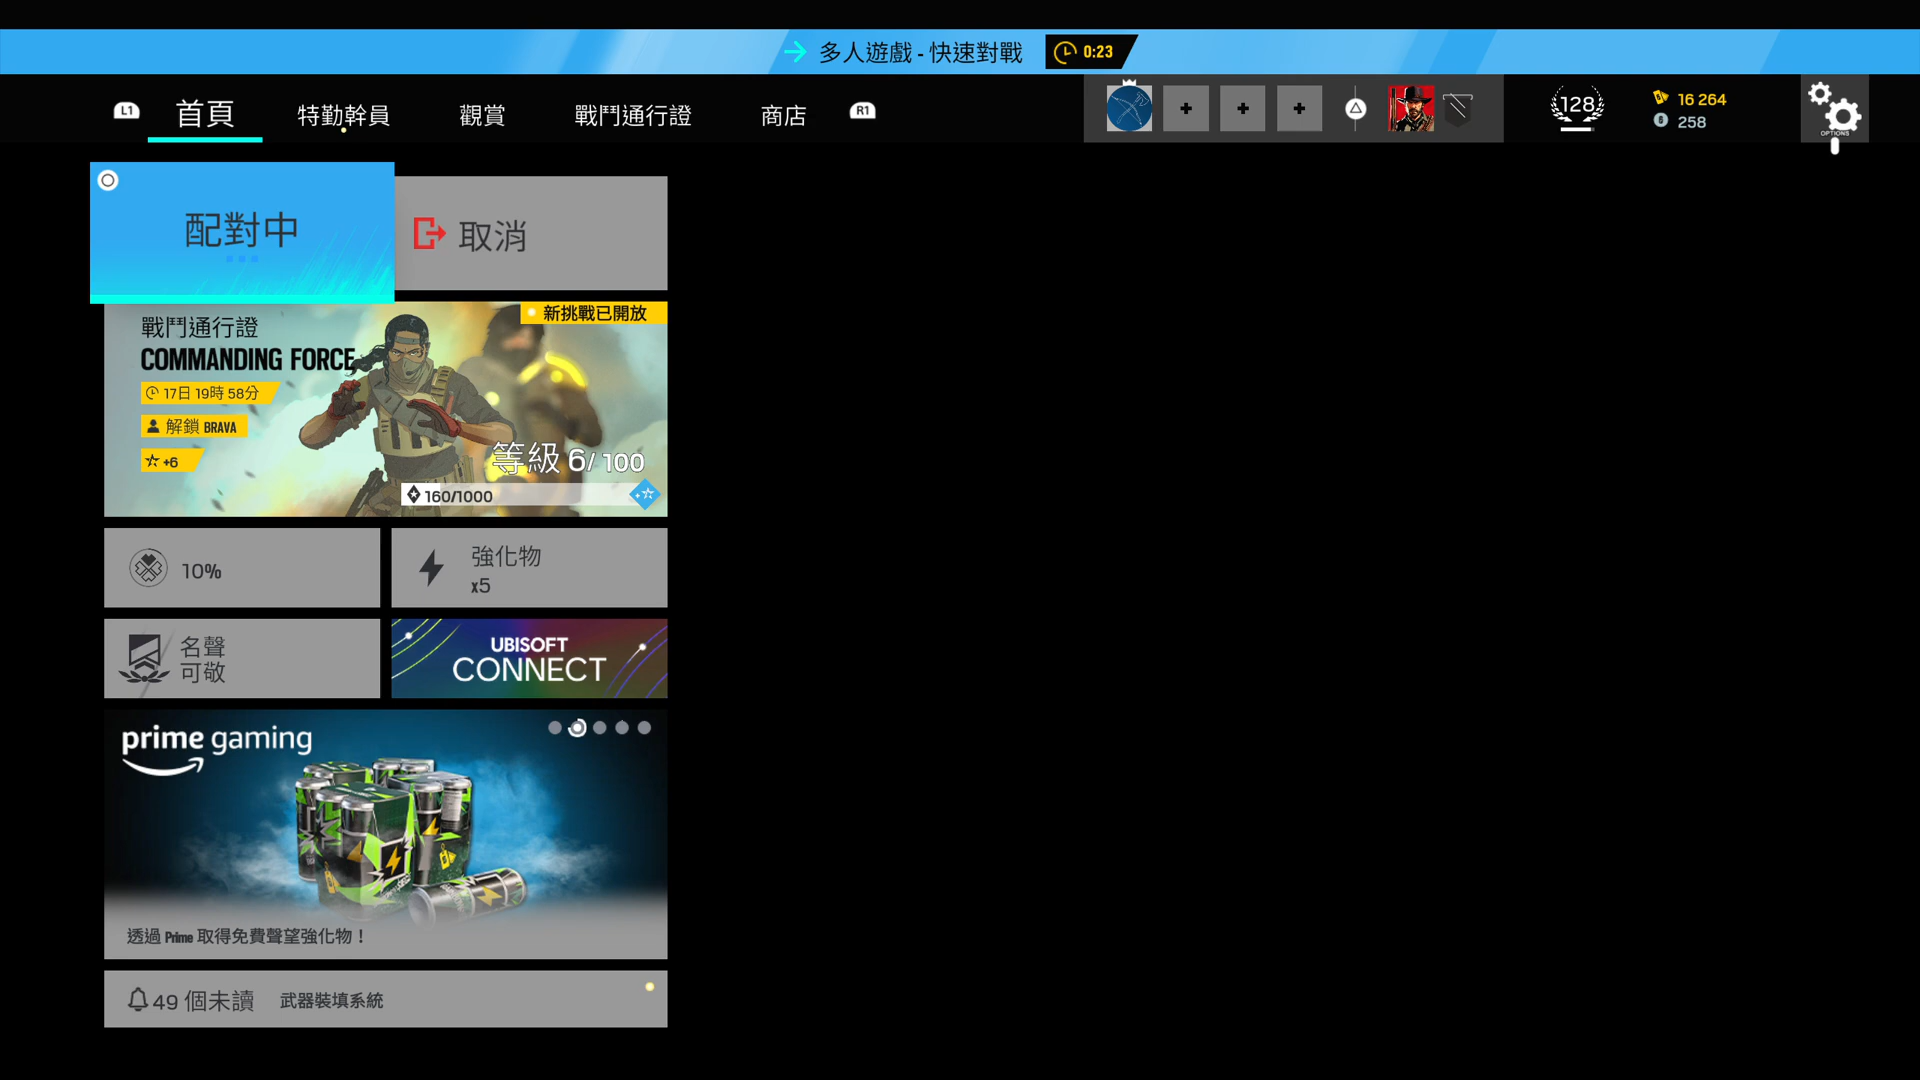 多人遊戲 - 快速對戰
0:23
L1
首頁
特勤幹員
觀賞
戰鬥通行證
商店
R1
128
16 264
258
OPTIONS
配對中
取消
新挑戰已開放
戰鬥通行證
COMMANDING FORCE
17日 19時 58分
解鎖 BRAVA
+6
等級 6/ 100
160/1000
10%
強化物
x5
名聲
可敬
UBISOFT
CONNECT
prime gaming
透過 Prime 取得免費聲望強化物！
49 個未讀
武器裝填系統